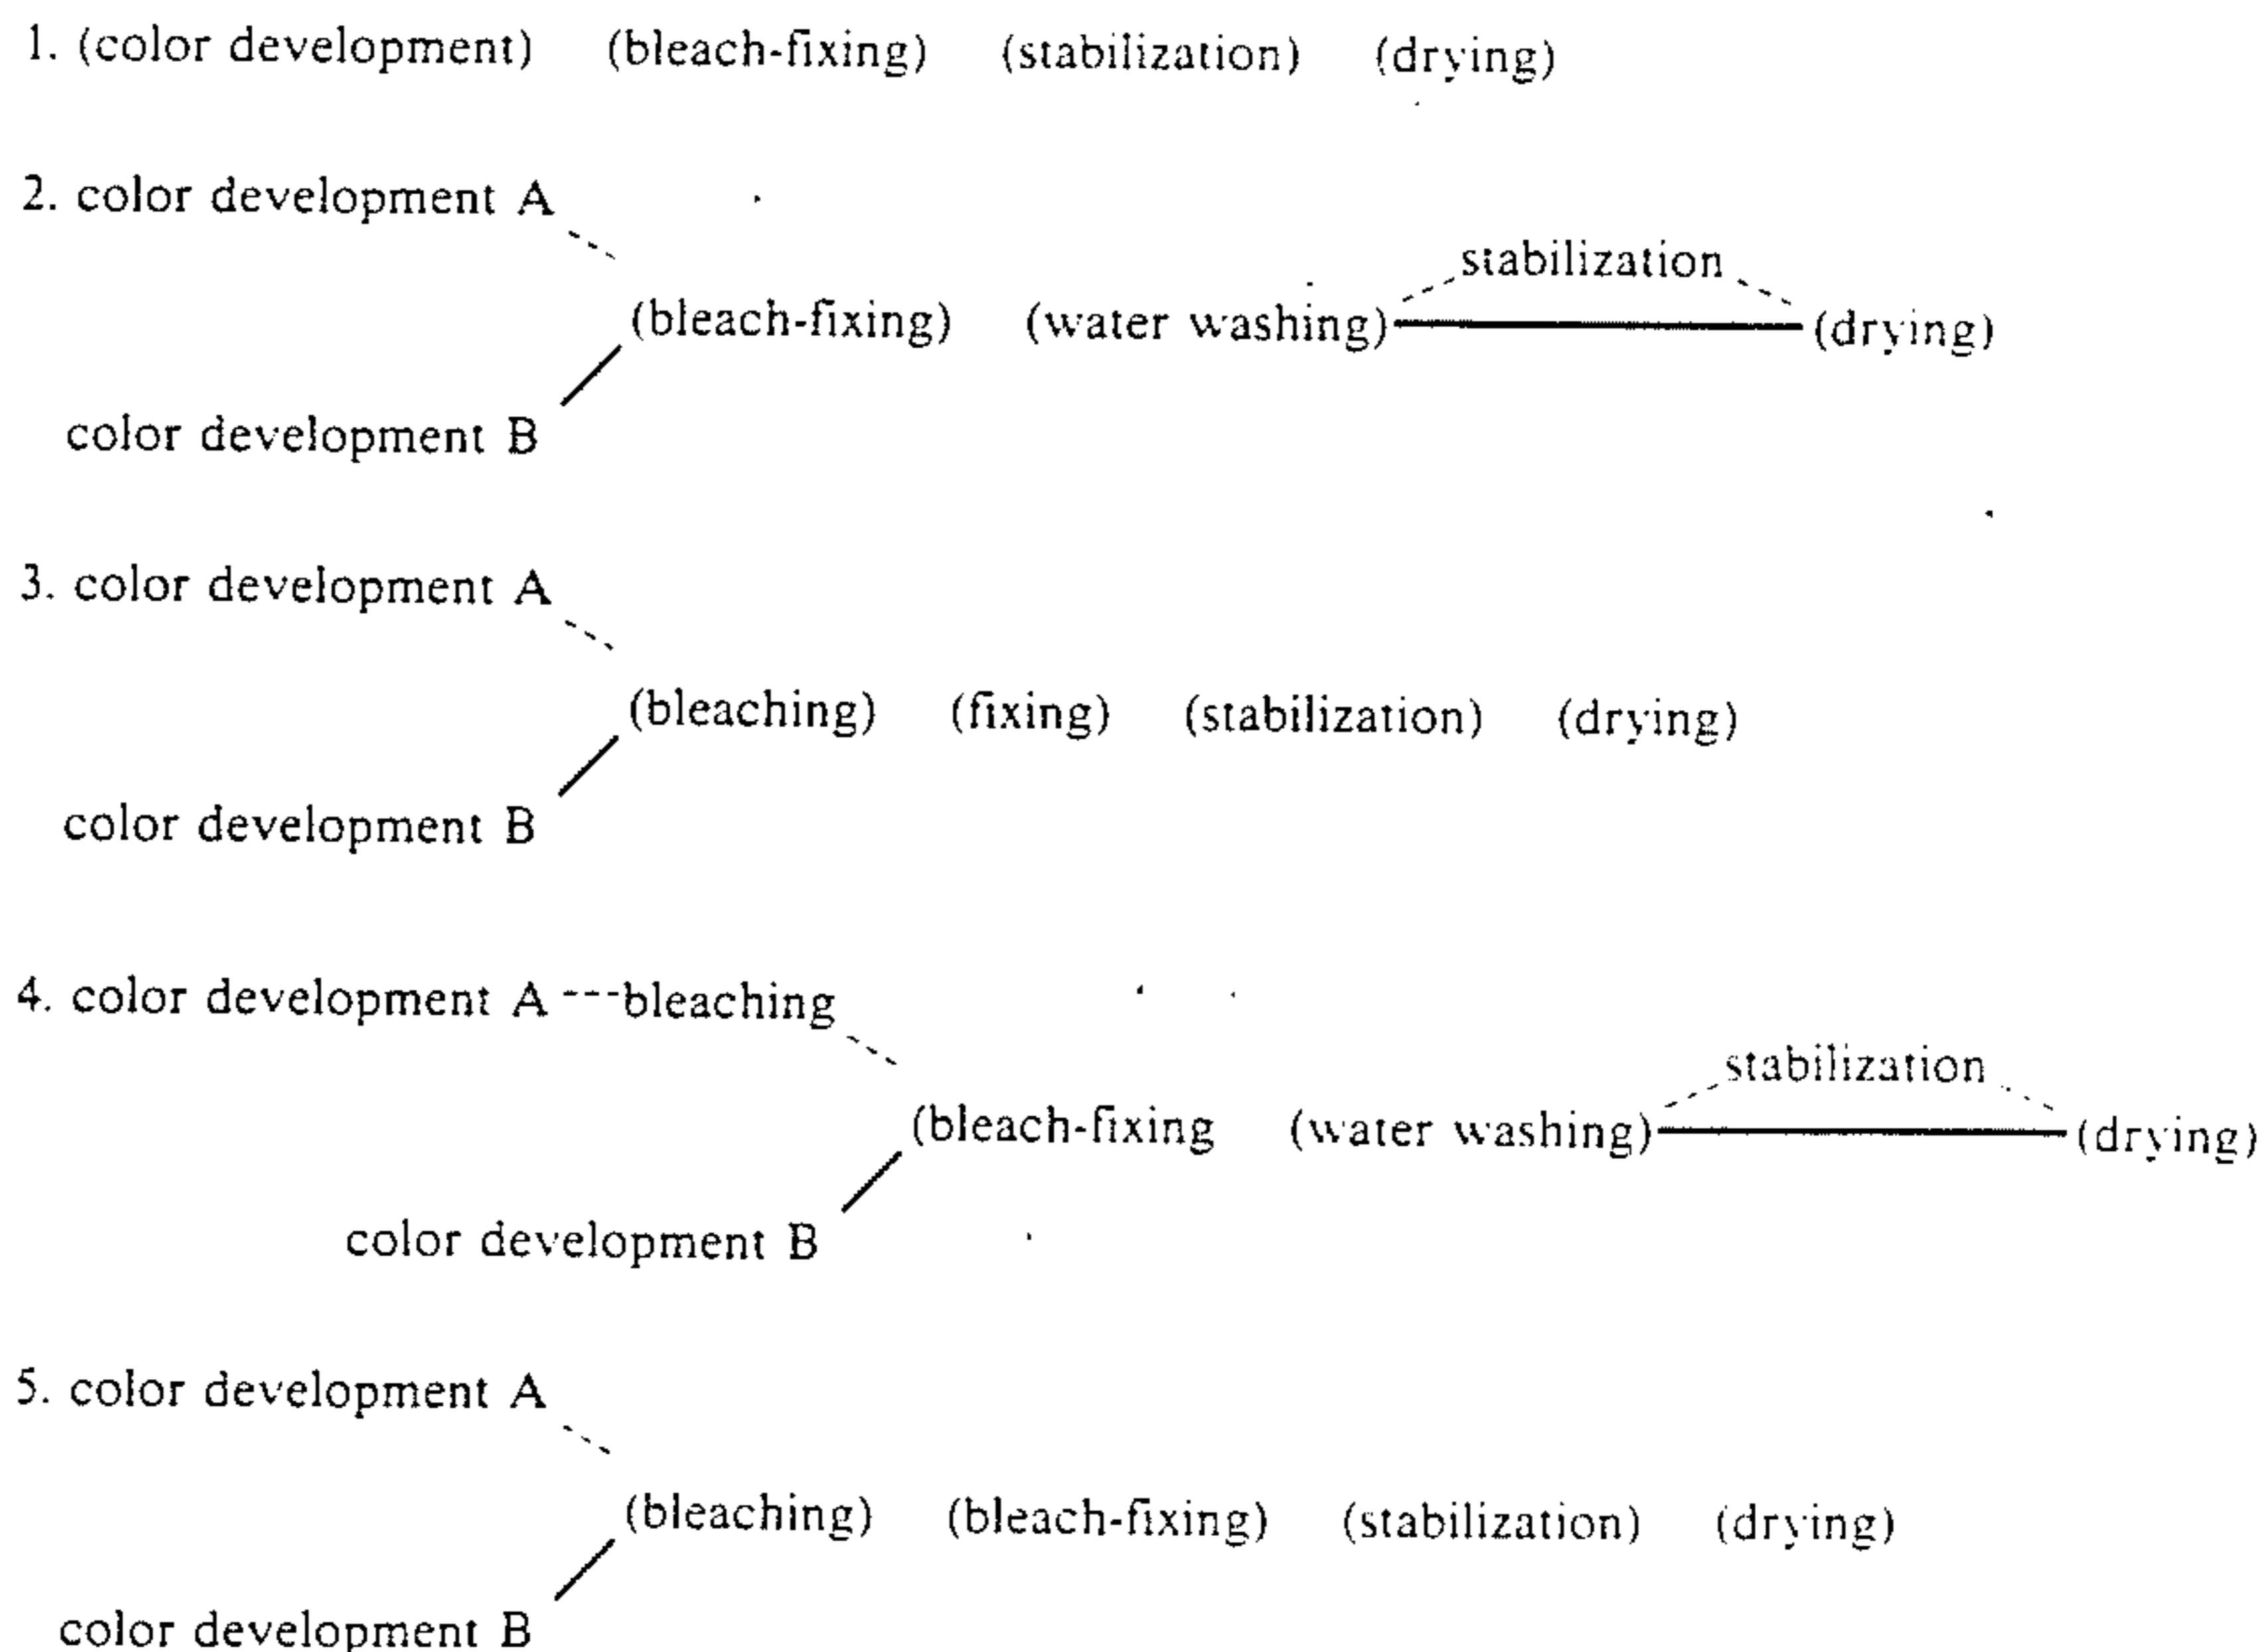 1. (color development) (bleach-fixing) (stabilization) (drying)
2. color development A
stabilization
(bleach-fixing) (water washing) (drying)
color development B
3. color development A
(bleaching) (fixing) (stabilization) (drying)
color development B
4. color development A ---bleaching
stabilization
(bleach-fixing (water washing) (drying)
color development B
5. color development A
(bleaching) (bleach-fixing) (stabilization) (drying)
color development B